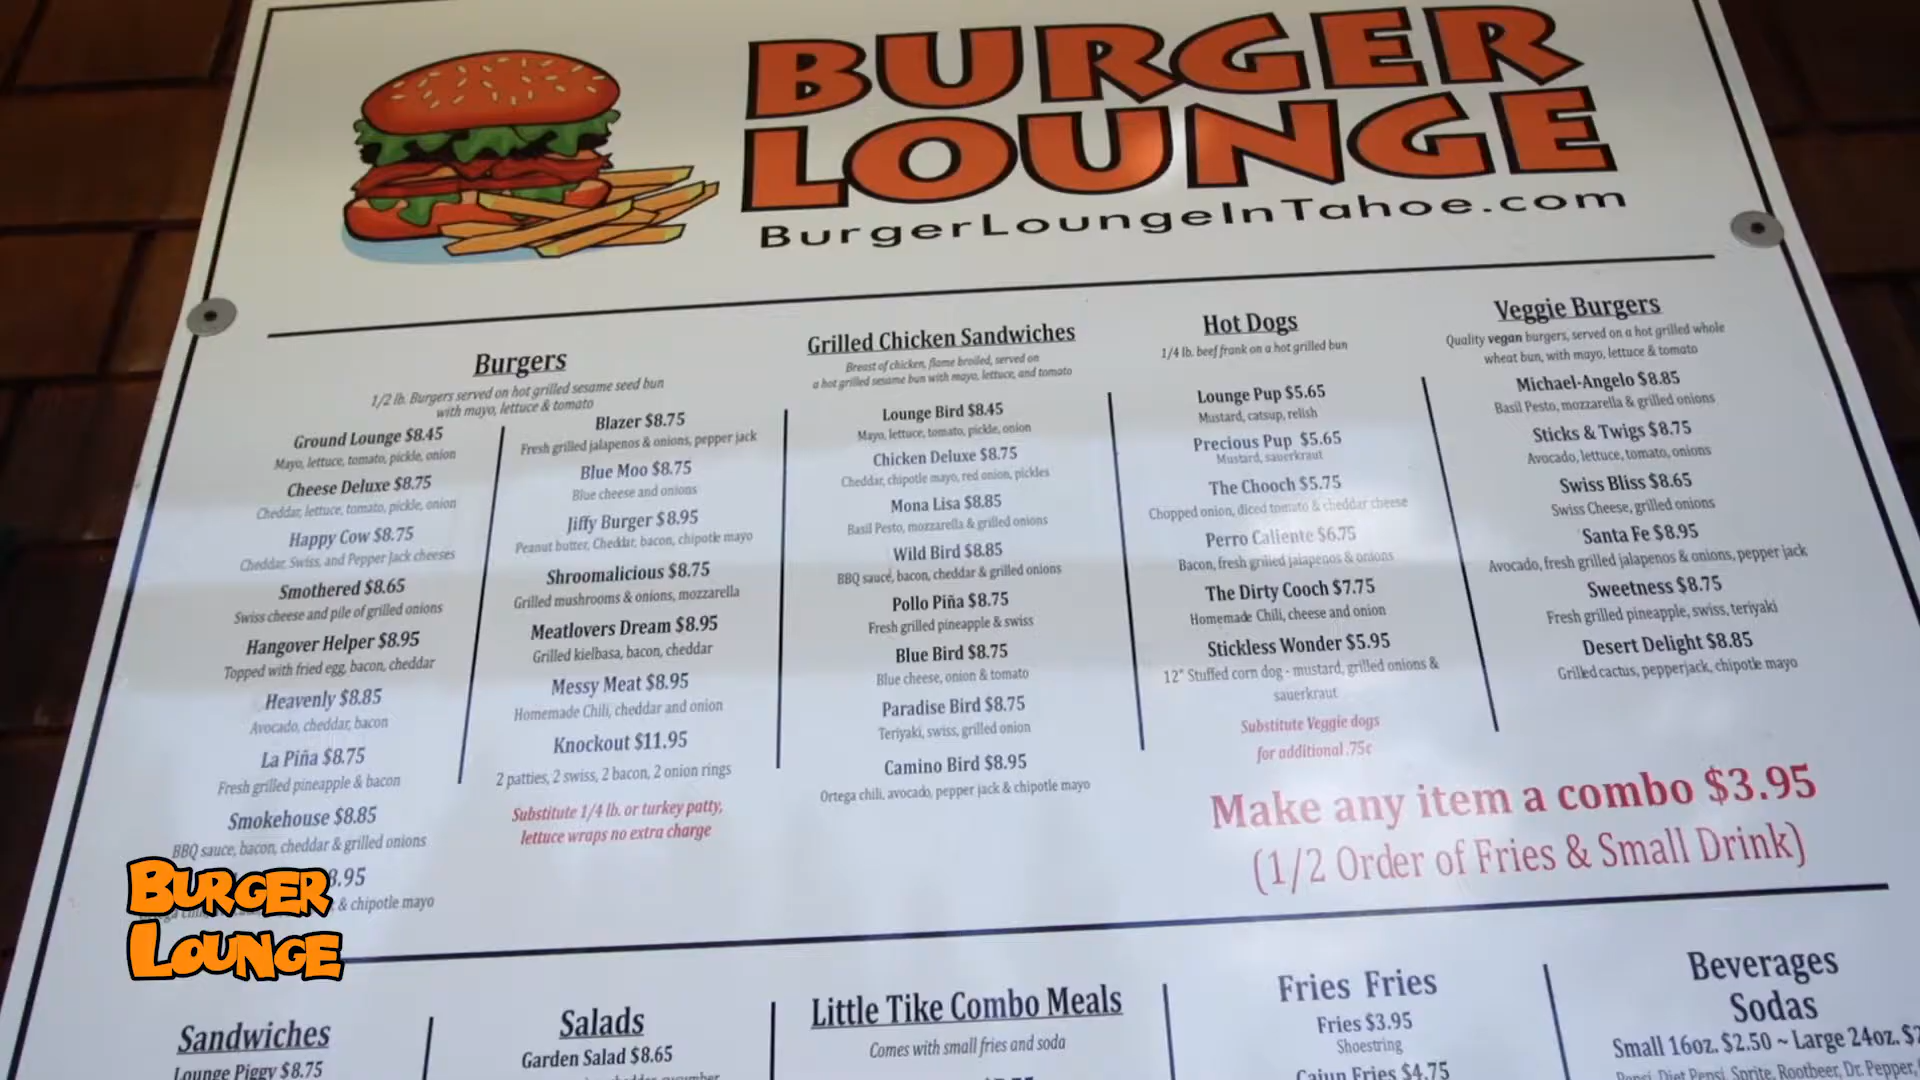 BURGER
LOUNGE
BurgerLoungeInTahoe.com
Burgers
1/2 lb. Burgers served on hot grilled sesame seed bun
with mayo, lettuce & tomato
Ground Lounge $8.45
Mayo, lettuce, tomato, pickle, onion
Cheese Deluxe $8.75
Cheddar, lettuce, tomato, pickle, onion
Happy Cow $8.75
Cheddar, Swiss, and Pepper Jack cheeses
Smothered $8.65
Swiss cheese and pile of grilled onions
Hangover Helper $8.95
Topped with fried egg, bacon, cheddar
Heavenly $8.85
Avocado, cheddar, bacon
La Piña $8.75
Fresh grilled pineapple & bacon
Smokehouse $8.85
BBQ sauce, bacon, cheddar & grilled onions
8.95
& chipotle mayo
Blazer $8.75
Fresh grilled jalapenos & onions, pepper jack
Blue Moo $8.75
Blue cheese and onions
Jiffy Burger $8.95
Peanut butter, Cheddar, bacon, chipotle mayo
Shroomalicious $8.75
Grilled mushrooms & onions, mozzarella
Meatlovers Dream $8.95
Grilled kielbasa, bacon, cheddar
Messy Meat $8.95
Homemade Chili, cheddar and onion
Knockout $11.95
2 patties, 2 swiss, 2 bacon, 2 onion rings
Substitute 1/4 lb. or turkey patty,
lettuce wraps no extra charge
Grilled Chicken Sandwiches
Breast of chicken, flame broiled, served on
a hot grilled sesame bun with mayo, lettuce, and tomato
Lounge Bird $8.45
Mayo, lettuce, tomato, pickle, onion
Chicken Deluxe $8.75
Cheddar, chipotle mayo, red onion, pickles
Mona Lisa $8.85
Basil Pesto, mozzarella & grilled onions
Wild Bird $8.85
BBQ sauce, bacon, cheddar & grilled onions
Pollo Piña $8.75
Fresh grilled pineapple & swiss
Blue Bird $8.75
Blue cheese, onion & tomato
Paradise Bird $8.75
Teriyaki, swiss, grilled onion
Camino Bird $8.95
Ortega chili, avocado, pepper jack & chipotle mayo
Hot Dogs
1/4 lb. beef frank on a hot grilled bun
Lounge Pup $5.65
Mustard, catsup, relish
Precious Pup $5.65
Mustard, sauerkraut
The Chooch $5.75
Chopped onion, diced tomato & cheddar cheese
Perro Caliente $6.75
Bacon, fresh grilled jalapenos & onions
The Dirty Cooch $7.75
Homemade Chili, cheese and onion
Stickless Wonder $5.95
12" Stuffed corn dog - mustard, grilled onions &
sauerkraut
Substitute Veggie dogs
for additional .75¢
Veggie Burgers
Quality vegan burgers, served on a hot grilled whole
wheat bun, with mayo, lettuce & tomato
Michael-Angelo $8.85
Basil Pesto, mozzarella & grilled onions
Sticks & Twigs $8.75
Avocado, lettuce, tomato, onions
Swiss Bliss $8.65
Swiss Cheese, grilled onions
Santa Fe $8.95
Avocado, fresh grilled jalapenos & onions, pepper jack
Sweetness $8.75
Fresh grilled pineapple, swiss, teriyaki
Desert Delight $8.85
Grilled cactus, pepperjack, chipotle mayo
Make any item a combo $3.95
(1/2 Order of Fries & Small Drink)
BURGER
LOUNGE
Sandwiches
Lounge Piggy $8.75
Salads
Garden Salad $8.65
Little Tike Combo Meals
Comes with small fries and soda
Fries Fries
Fries $3.95
Shoestring
Cajun Fries $4.75
Beverages
Sodas
Small 16oz. $2.50 ~ Large 24oz.
Pepsi, Diet Pepsi, Sprite, Rootbeer, Dr. Pepper,